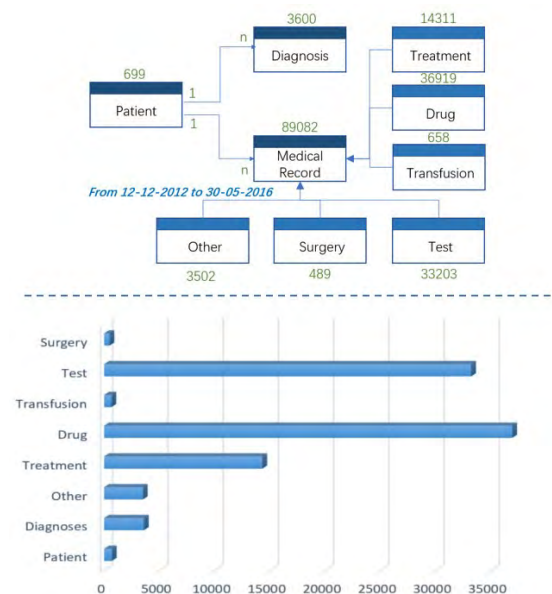 3600
14311
n
Diagnosis
Treatment
699
36919
1
Patient
Drug
1
89082
658
Medical
Record
Transfusion
n
From 12-12-2012 to 30-05-2016
Other
Surgery
Test
3502
489
33203
Surgery
Test
Transfusion
Drug
Treatment
Other
Diagnoses
Patient
0 5000 10000 15000 20000 25000 30000 35000